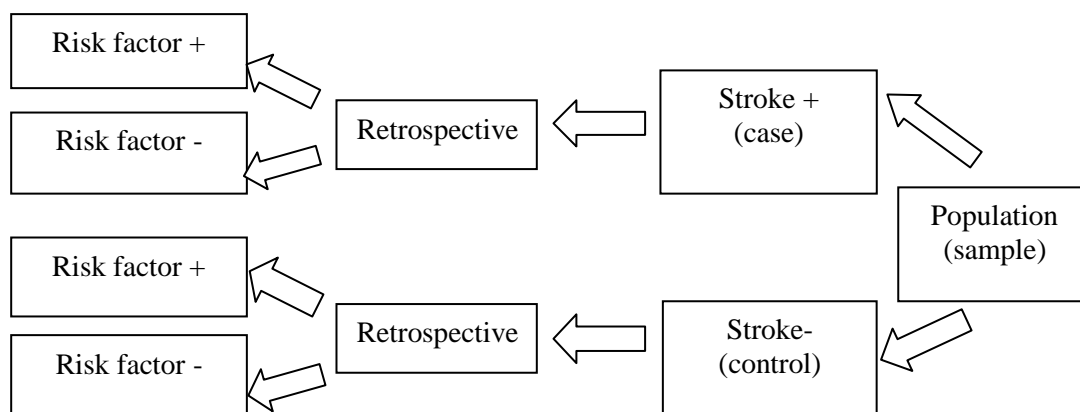 Risk factor +
Risk factor -
Retrospective
Stroke +
(case)
Population
(sample)
Risk factor +
Risk factor -
Retrospective
Stroke-
(control)